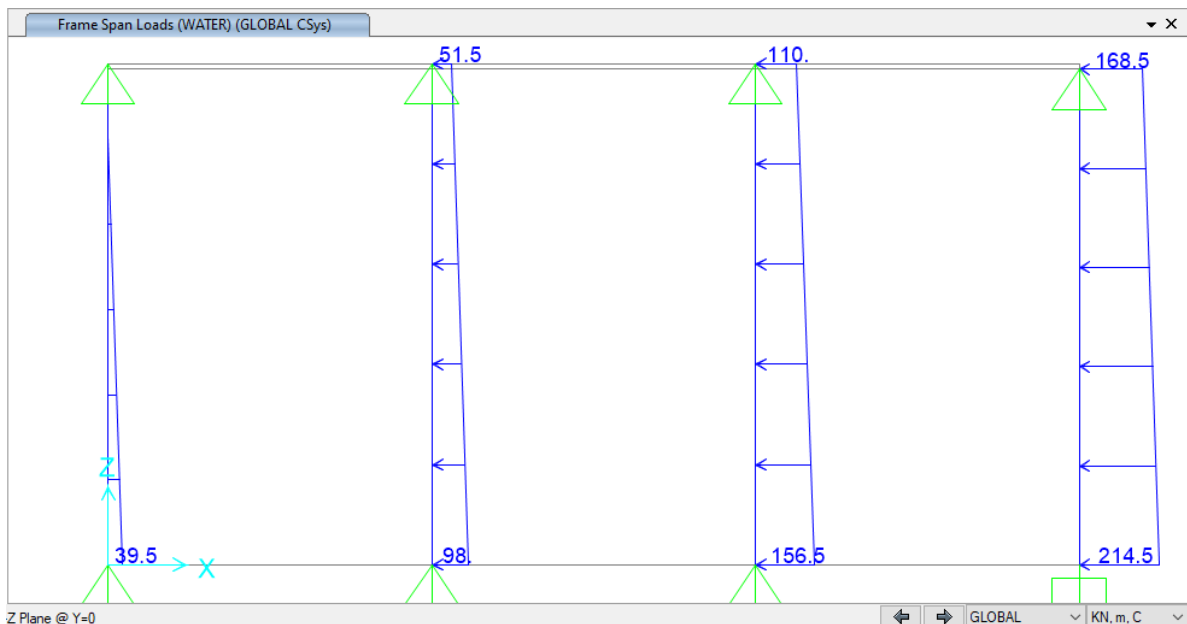 Frame Span Loads (WATER) (GLOBAL CSys)
51.5
110.
168.5
Z
X
39.5
98.
156.5
214.5
Z Plane @ Y=0
GLOBAL
KN, m, C